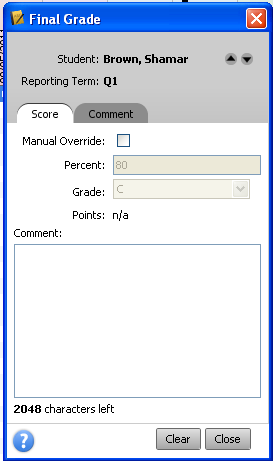 Final Grade
Student: Brown, Shamar
Reporting Term: Q1
Score Comment
Manual Override:
Percent: 80
Grade: C
Points: n/a
Comment:
2048 characters left
? Clear Close